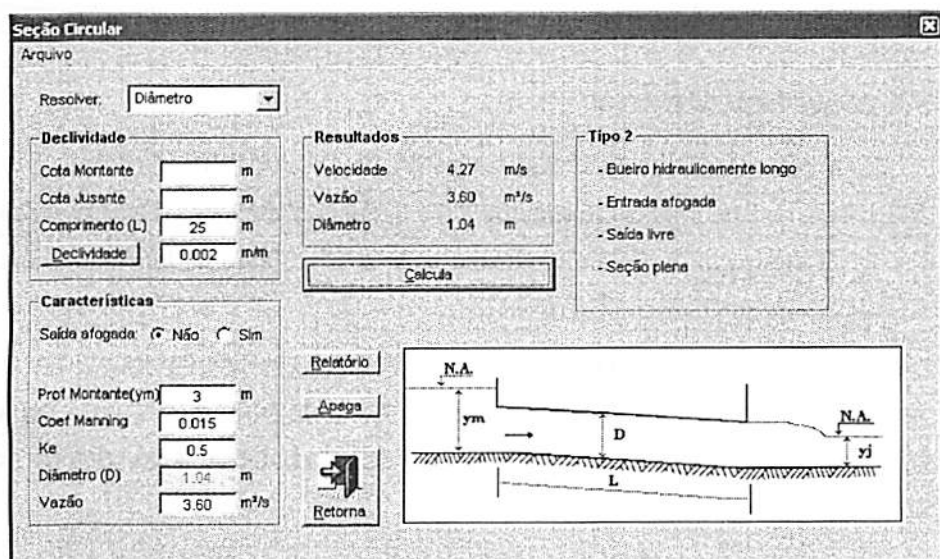 Seção Circular
Arquivo
Resolver: Diâmetro
Declividade
Cota Montante m
Cota Jusante m
Comprimento (L) 25 m
Declividade 0.002 m/m
Características
Saída afogada: Não Sim
Prof Montante(ym) 3 m
Coef Manning 0.015
Ke 0.5
Diâmetro (D) 1.04 m
Vazão 3.60 m³/s
Resultados
Velocidade 4.27 m/s
Vazão 3.60 m³/s
Diâmetro 1.04 m
Calcula
Tipo 2
- Bueiro hidraulicamente longo
- Entrada afogada
- Saída livre
- Seção plena
Relatório
Apaga
Retorna
N.A.
ym
D
N.A.
yj
L